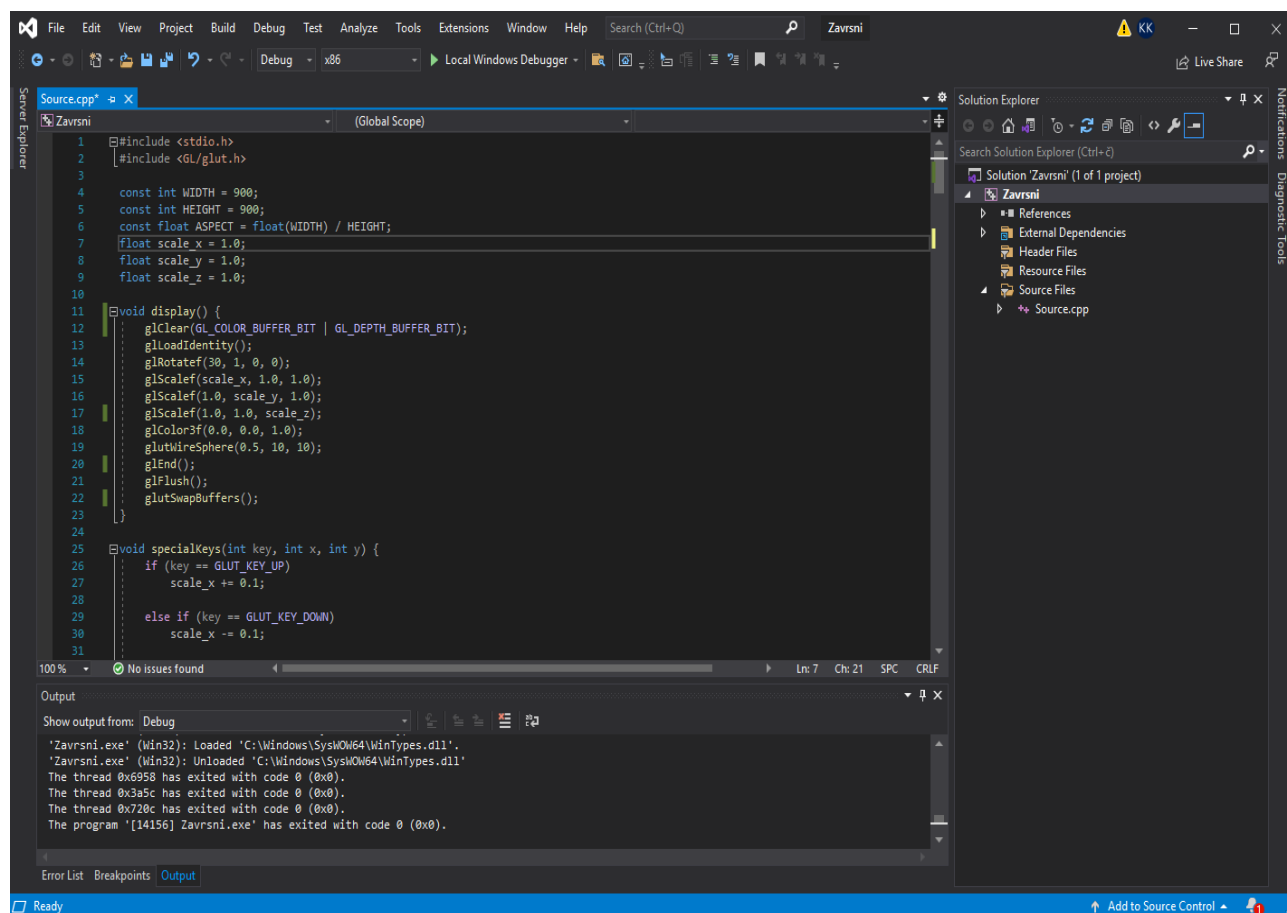 File Edit View Project Build Debug Test Analyze Tools Extensions Window Help Search (Ctrl+Q) Zavrsni KK
Debug x86 Local Windows Debugger Live Share
Server Explorer
Source.cpp*
Zavrsni (Global Scope)
1 #include <stdio.h>
2 #include <GL/glut.h>
3
4 const int WIDTH = 900;
5 const int HEIGHT = 900;
6 const float ASPECT = float(WIDTH) / HEIGHT;
7 float scale_x = 1.0;
8 float scale_y = 1.0;
9 float scale_z = 1.0;
10
11 void display() {
12 glClear(GL_COLOR_BUFFER_BIT | GL_DEPTH_BUFFER_BIT);
13 glLoadIdentity();
14 glRotatef(30, 1, 0, 0);
15 glScalef(scale_x, 1.0, 1.0);
16 glScalef(1.0, scale_y, 1.0);
17 glScalef(1.0, 1.0, scale_z);
18 glColor3f(0.0, 0.0, 1.0);
19 glutWireSphere(0.5, 10, 10);
20 glEnd();
21 glFlush();
22 glutSwapBuffers();
23 }
24
25 void specialKeys(int key, int x, int y) {
26 if (key == GLUT_KEY_UP)
27 scale_x += 0.1;
28
29 else if (key == GLUT_KEY_DOWN)
30 scale_x -= 0.1;
31
100 % No issues found Ln: 7 Ch: 21 SPC CRLF
Output
Show output from: Debug
'Zavrsni.exe' (Win32): Loaded 'C:\Windows\SysWOW64\WinTypes.dll'.
'Zavrsni.exe' (Win32): Unloaded 'C:\Windows\SysWOW64\WinTypes.dll'
The thread 0x6958 has exited with code 0 (0x0).
The thread 0x3a5c has exited with code 0 (0x0).
The thread 0x720c has exited with code 0 (0x0).
The program '[14156] Zavrsni.exe' has exited with code 0 (0x0).
Error List Breakpoints Output
Solution Explorer
Search Solution Explorer (Ctrl+č)
Solution 'Zavrsni' (1 of 1 project)
Zavrsni
References
External Dependencies
Header Files
Resource Files
Source Files
Source.cpp
Notifications
Diagnostic Tools
Ready Add to Source Control 1